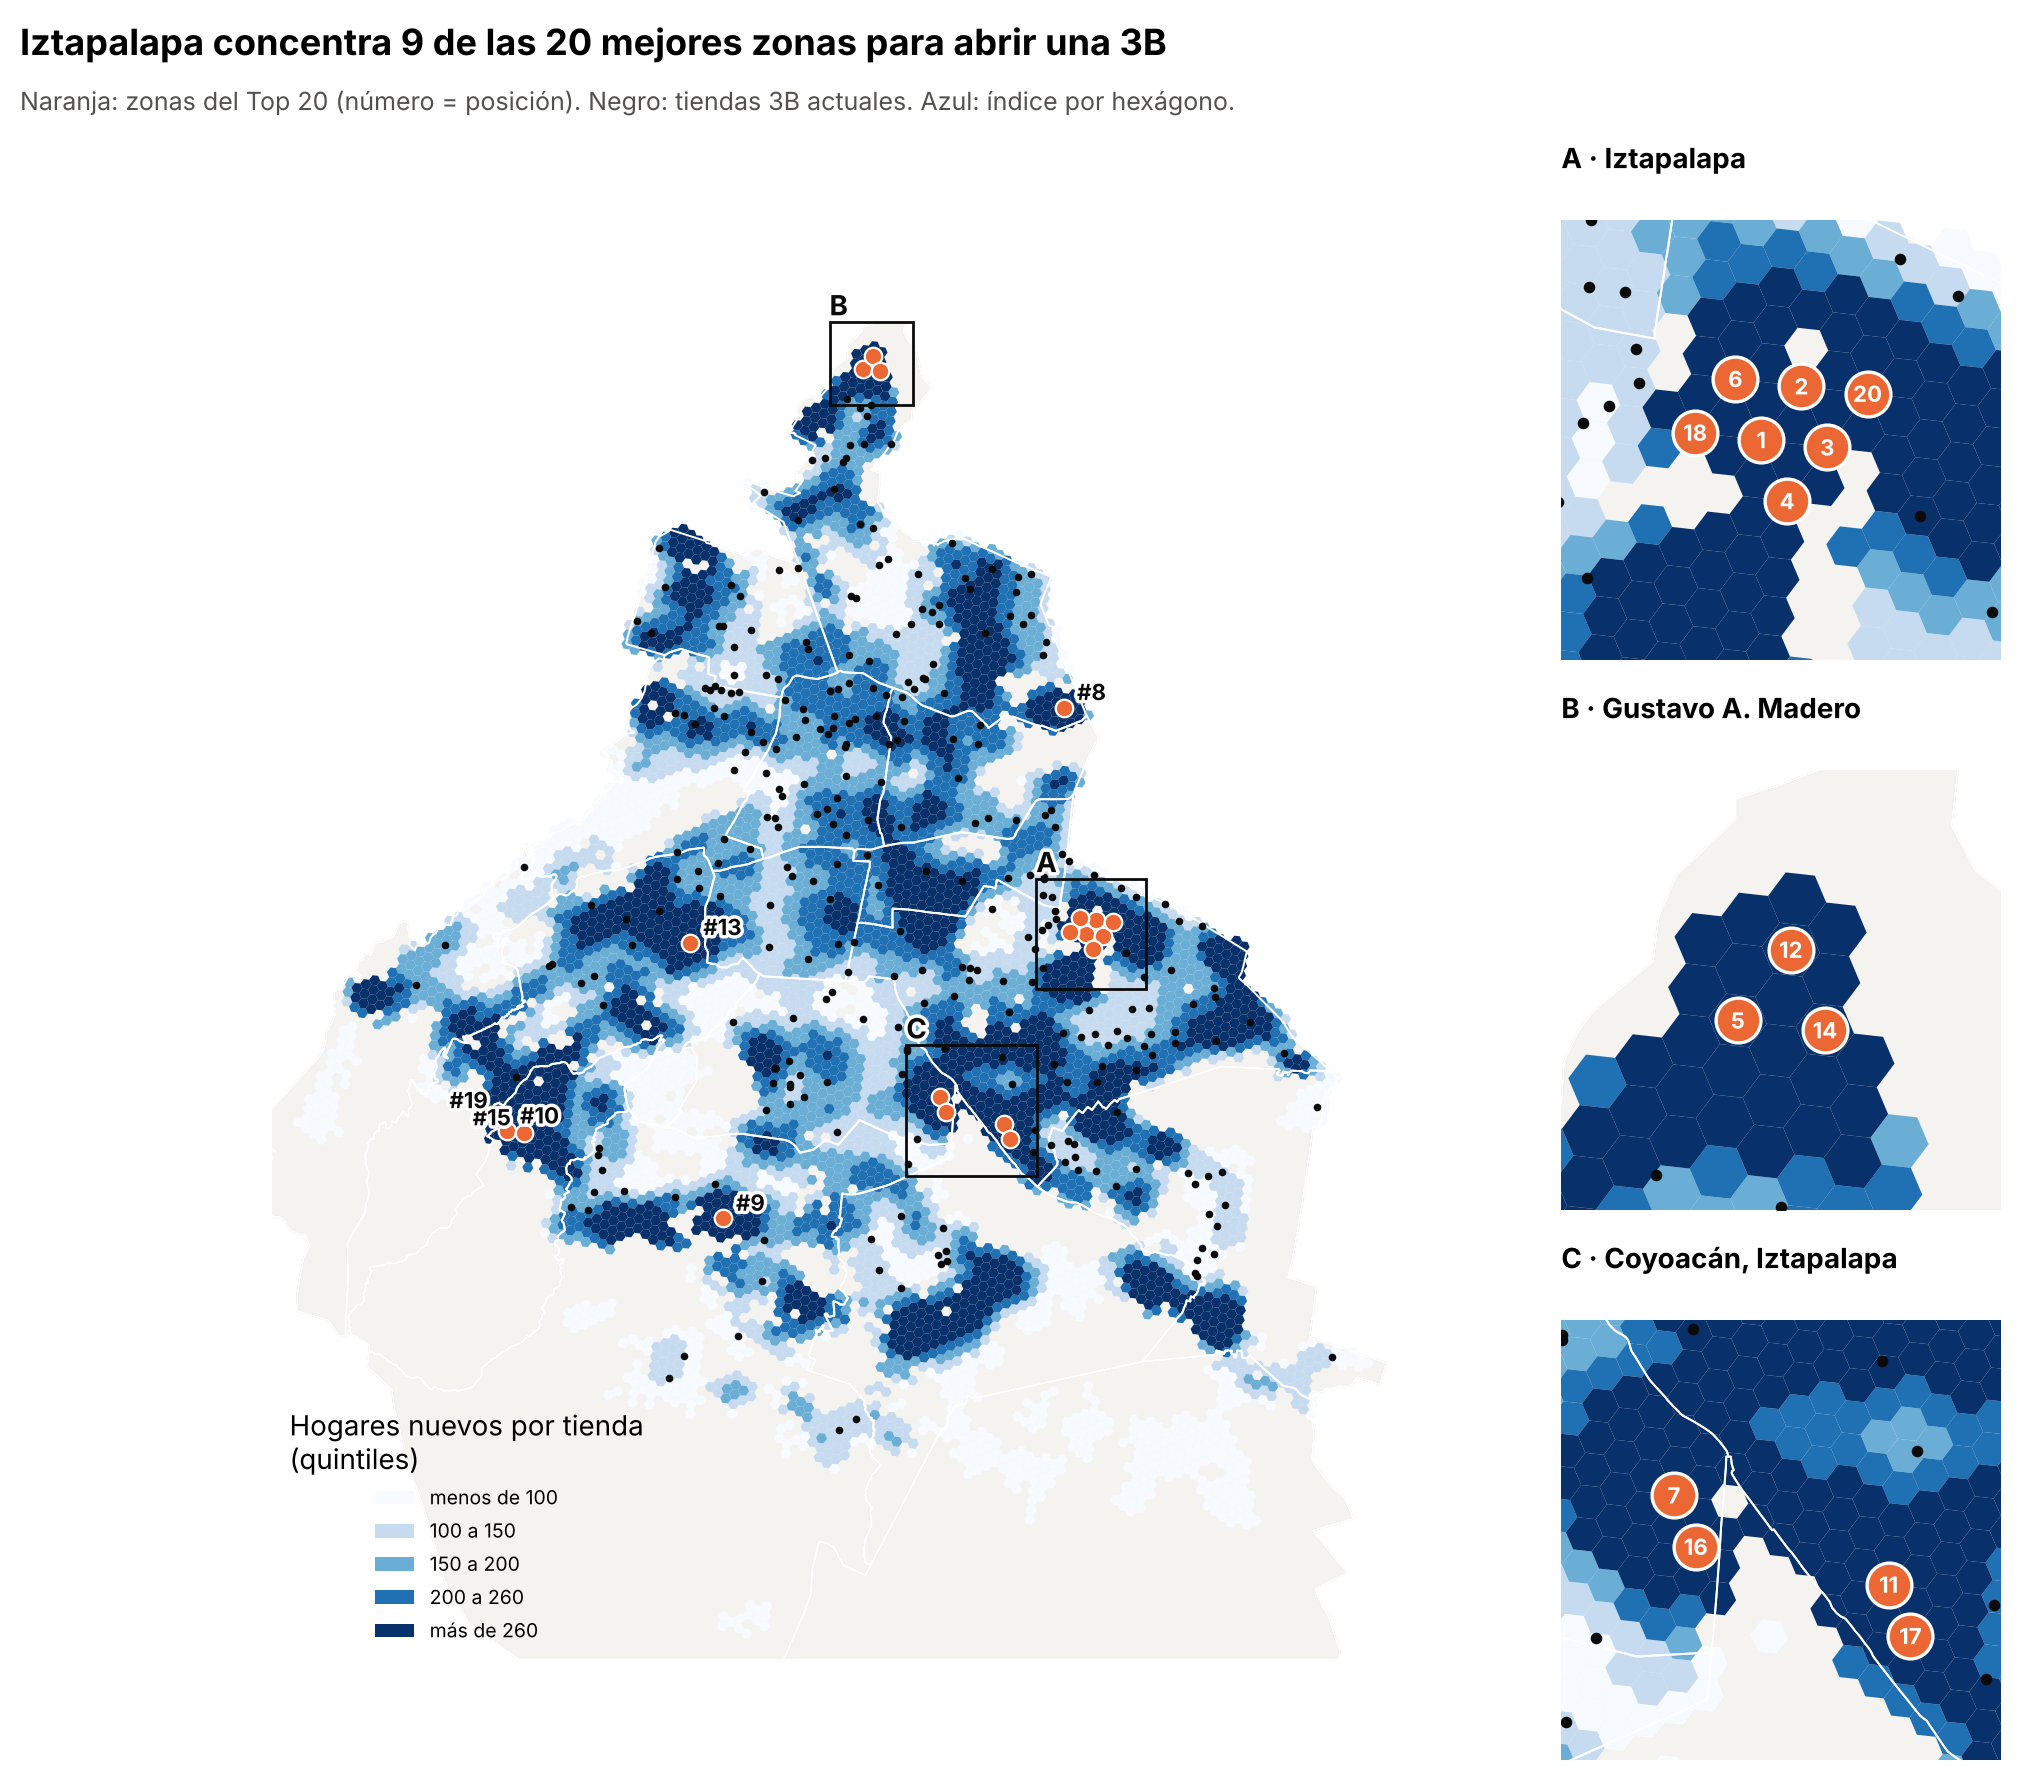 Iztapalapa concentra 9 de las 20 mejores zonas para abrir una 3B
Naranja: zonas del Top 20 (número = posición). Negro: tiendas 3B actuales. Azul: índice por hexágono.
B
#8
A
#13
C
#19
#15 #10
#9
Hogares nuevos por tienda
(quintiles)
menos de 100
100 a 150
150 a 200
200 a 260
más de 260
A · Iztapalapa
6
2
20
18
1
3
4
B · Gustavo A. Madero
12
5
14
C · Coyoacán, Iztapalapa
7
16
11
17